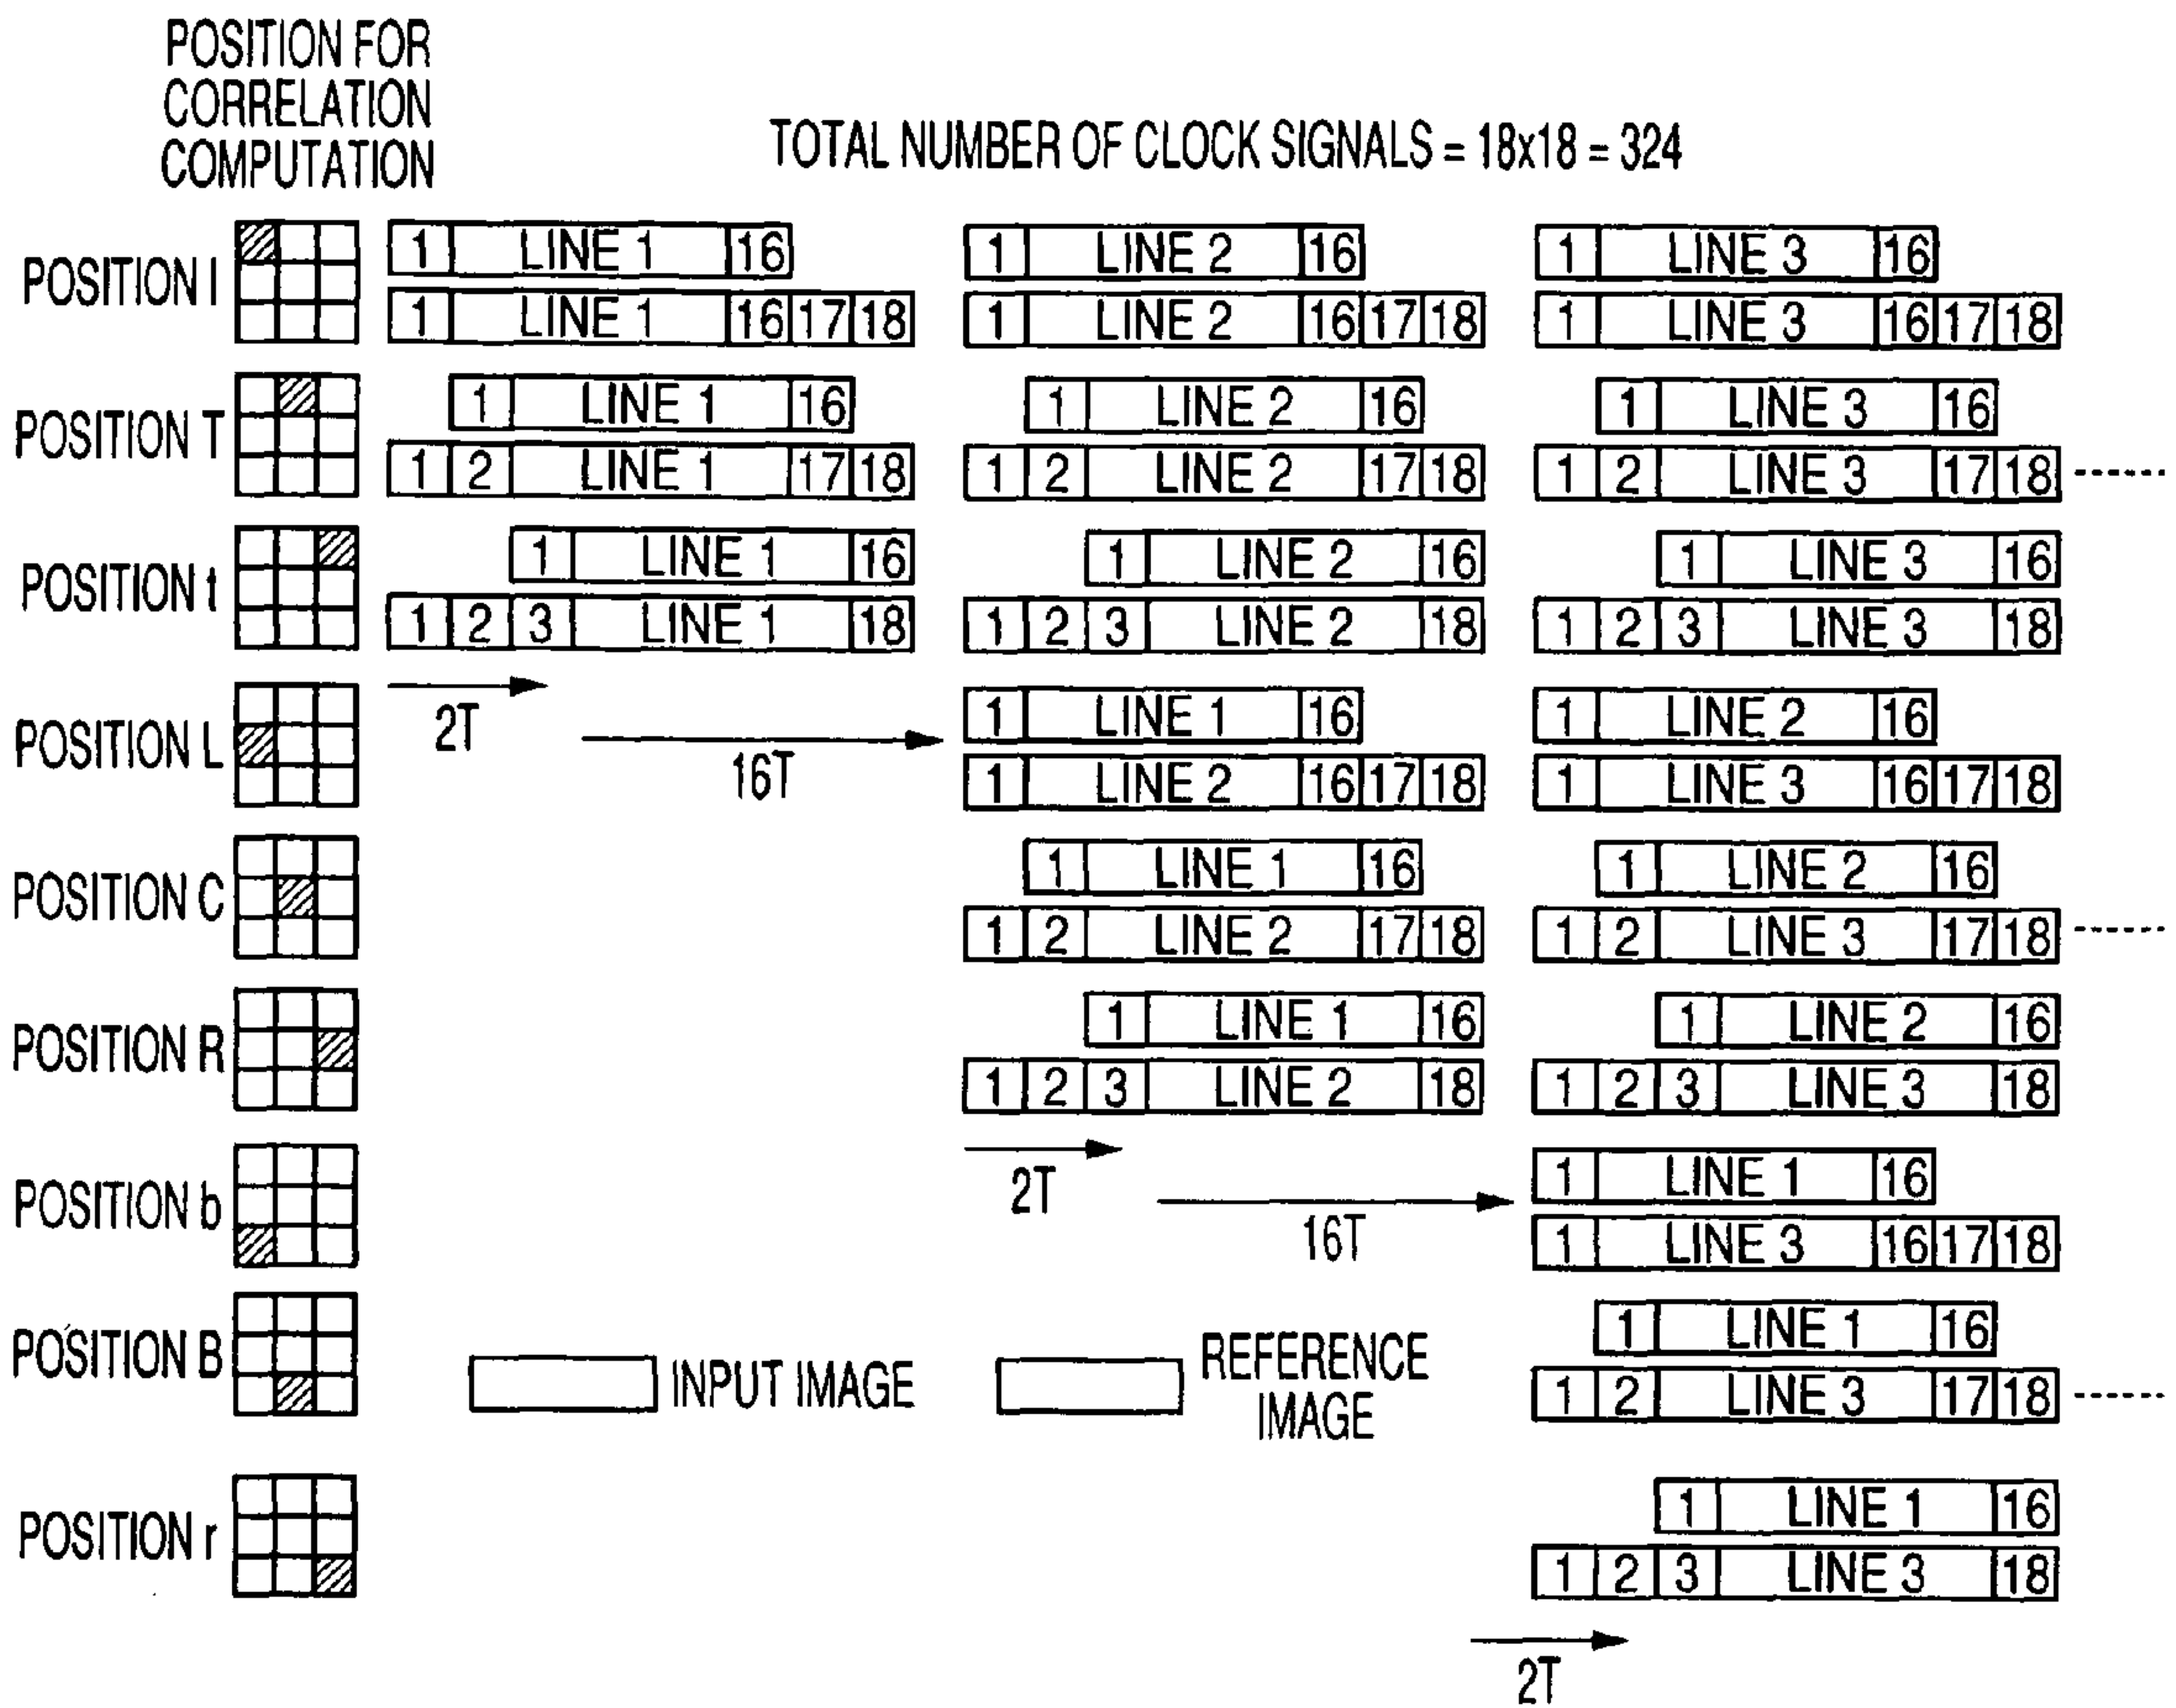 POSITION FOR
CORRELATION
COMPUTATION
TOTAL NUMBER OF CLOCK SIGNALS = 18x18 = 324
POSITION l
1 LINE 1 16 1 LINE 2 16 1 LINE 3 16
1 LINE 1 16 17 18 1 LINE 2 16 17 18 1 LINE 3 16 17 18
POSITION T
1 LINE 1 16 1 LINE 2 16 1 LINE 3 16
1 2 LINE 1 17 18 1 2 LINE 2 17 18 1 2 LINE 3 17 18
POSITION t
1 LINE 1 16 1 LINE 2 16 1 LINE 3 16
1 2 3 LINE 1 18 1 2 3 LINE 2 18 1 2 3 LINE 3 18
POSITION L
2T
16T
1 LINE 1 16 1 LINE 2 16
1 LINE 2 16 17 18 1 LINE 3 16 17 18
POSITION C
1 LINE 1 16 1 LINE 2 16
1 2 LINE 2 17 18 1 2 LINE 3 17 18
POSITION R
1 LINE 1 16 1 LINE 2 16
1 2 3 LINE 2 18 1 2 3 LINE 3 18
POSITION b
2T
16T
1 LINE 1 16
1 LINE 3 16 17 18
POSITION B
INPUT IMAGE
REFERENCE
IMAGE
1 LINE 1 16
1 2 LINE 3 17 18
POSITION r
1 LINE 1 16
1 2 3 LINE 3 18
2T